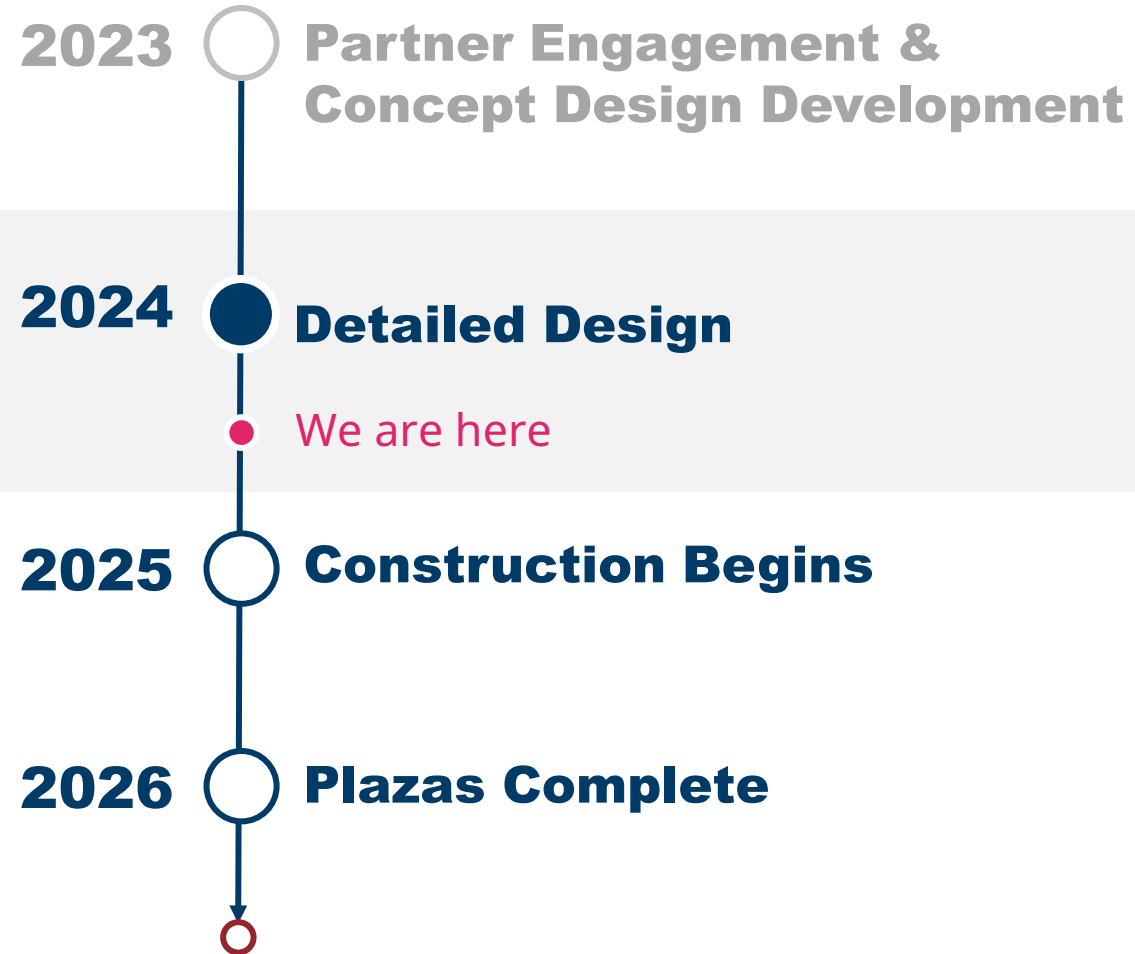 2023 Partner Engagement &
Concept Design Development
2024 Detailed Design
We are here
2025 Construction Begins
2026 Plazas Complete